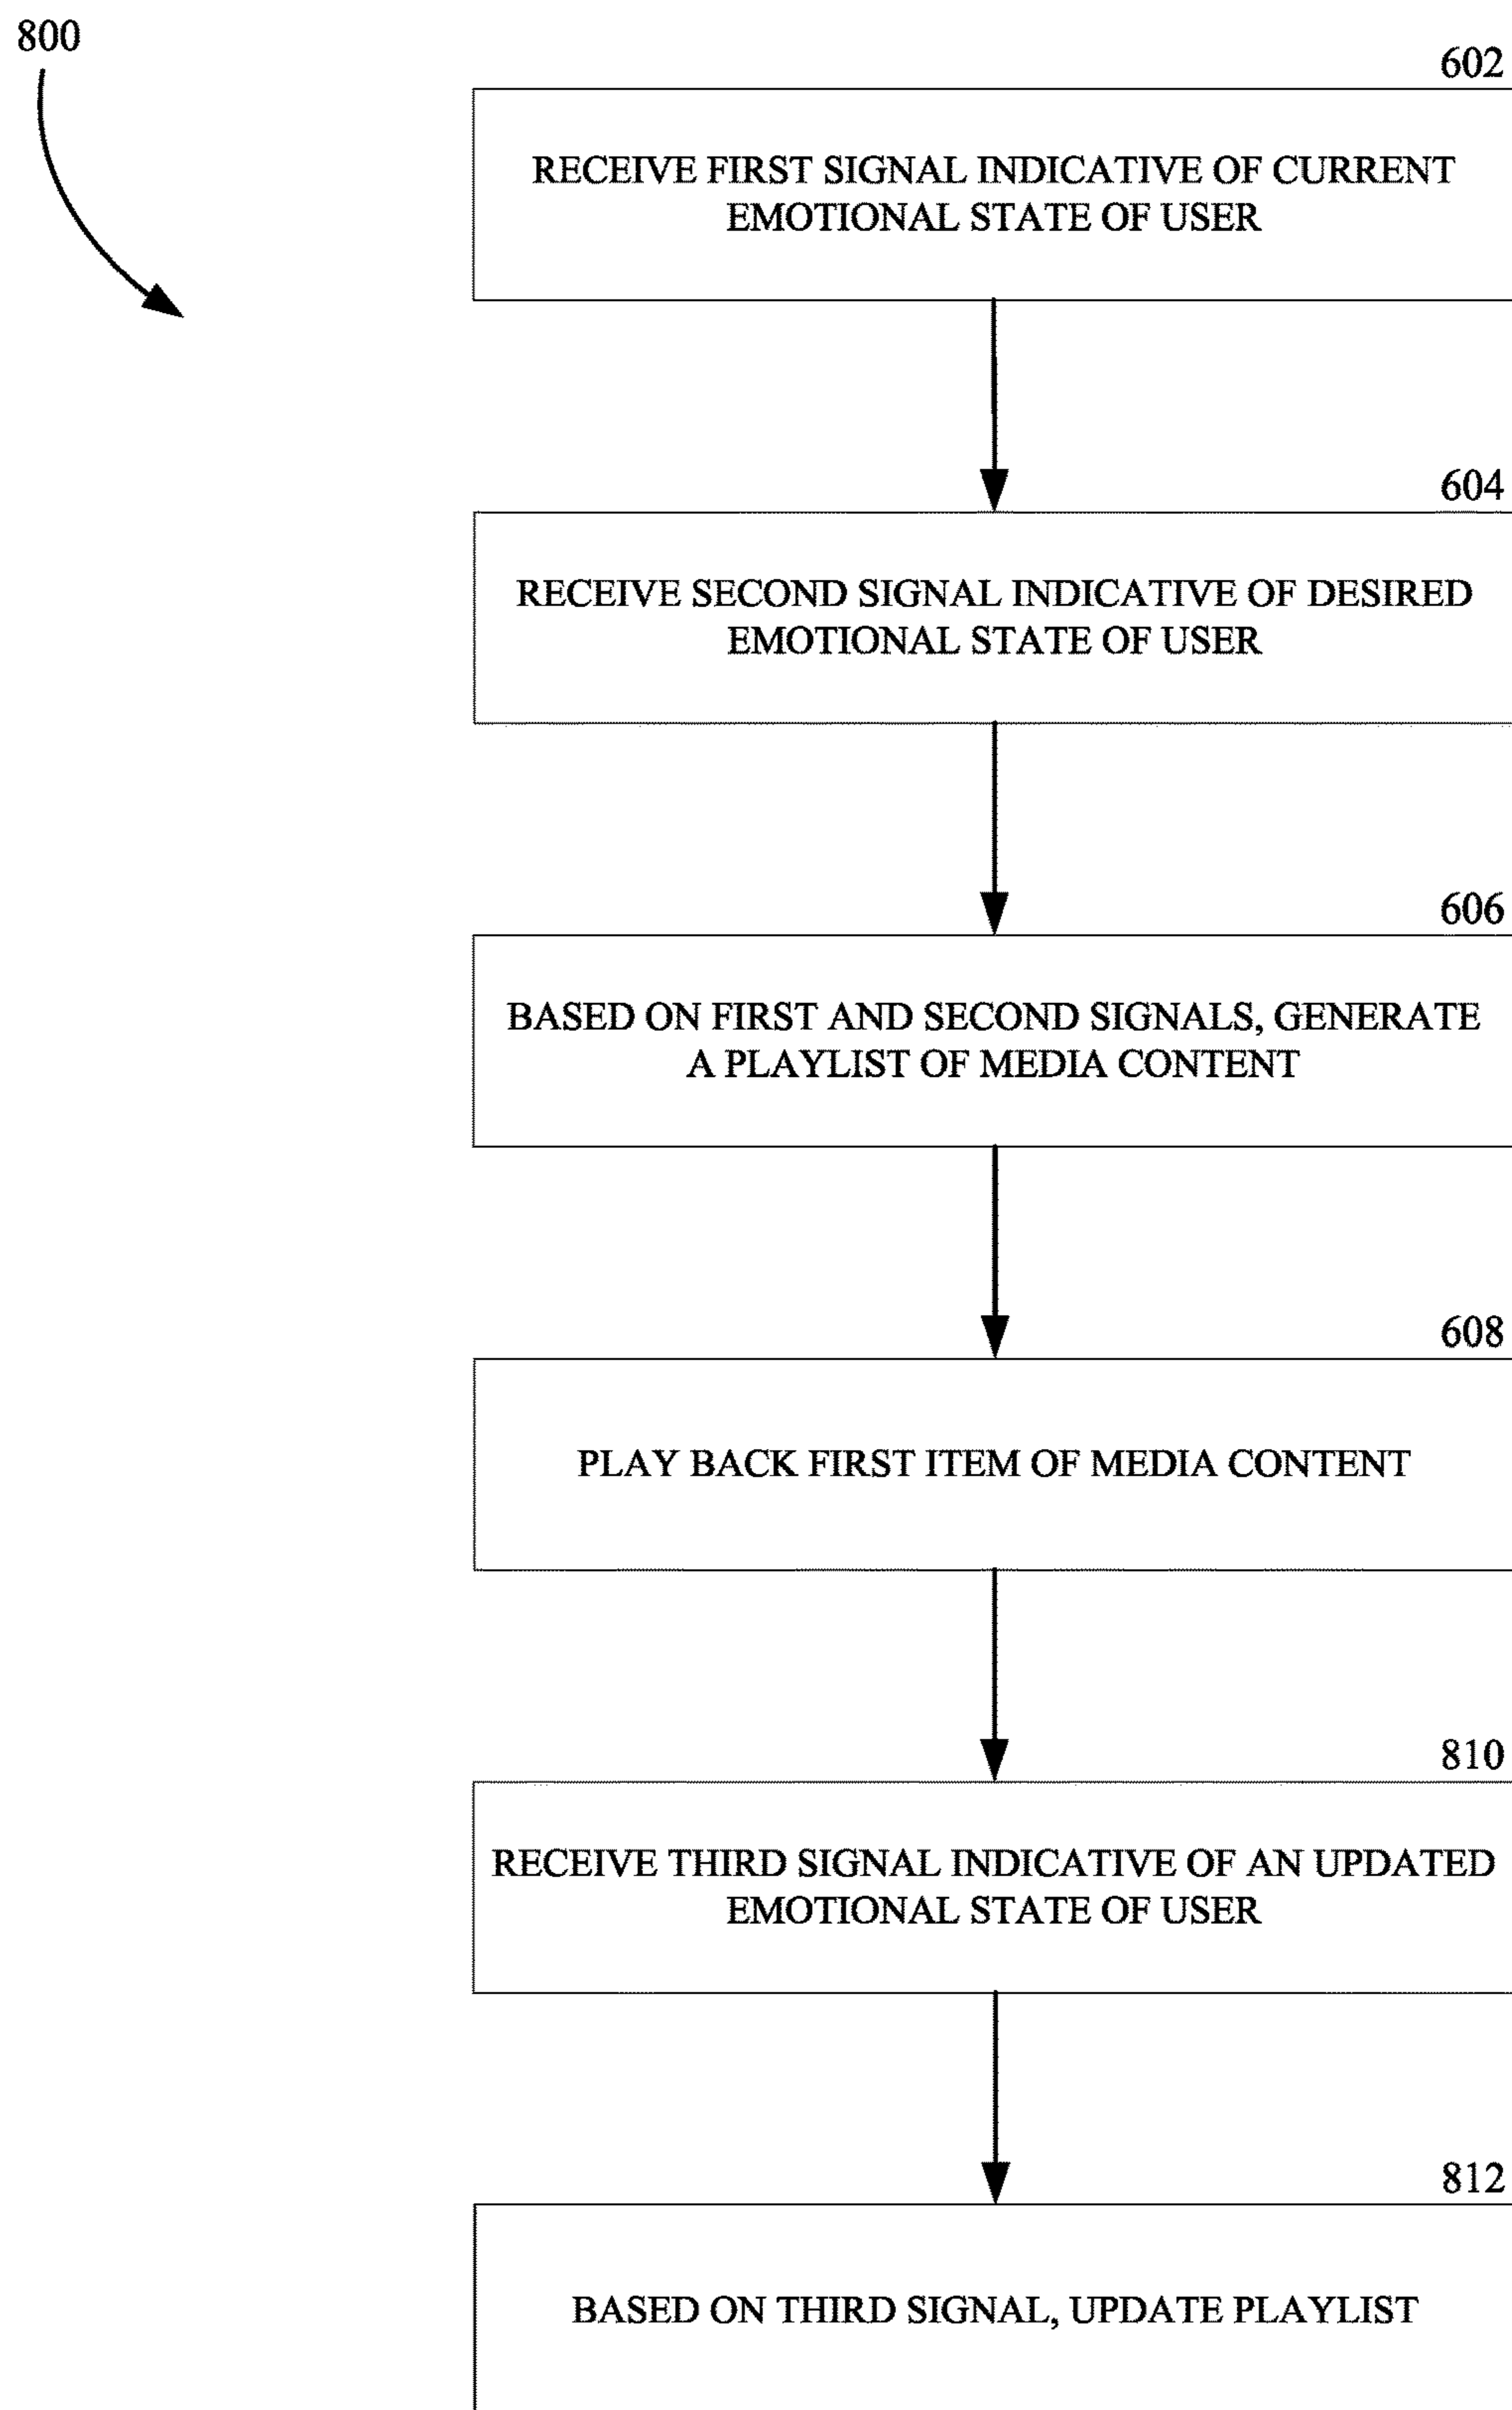 800
602
RECEIVE FIRST SIGNAL INDICATIVE OF CURRENT
EMOTIONAL STATE OF USER
604
RECEIVE SECOND SIGNAL INDICATIVE OF DESIRED
EMOTIONAL STATE OF USER
606
BASED ON FIRST AND SECOND SIGNALS, GENERATE
A PLAYLIST OF MEDIA CONTENT
608
PLAY BACK FIRST ITEM OF MEDIA CONTENT
810
RECEIVE THIRD SIGNAL INDICATIVE OF AN UPDATED
EMOTIONAL STATE OF USER
812
BASED ON THIRD SIGNAL, UPDATE PLAYLIST